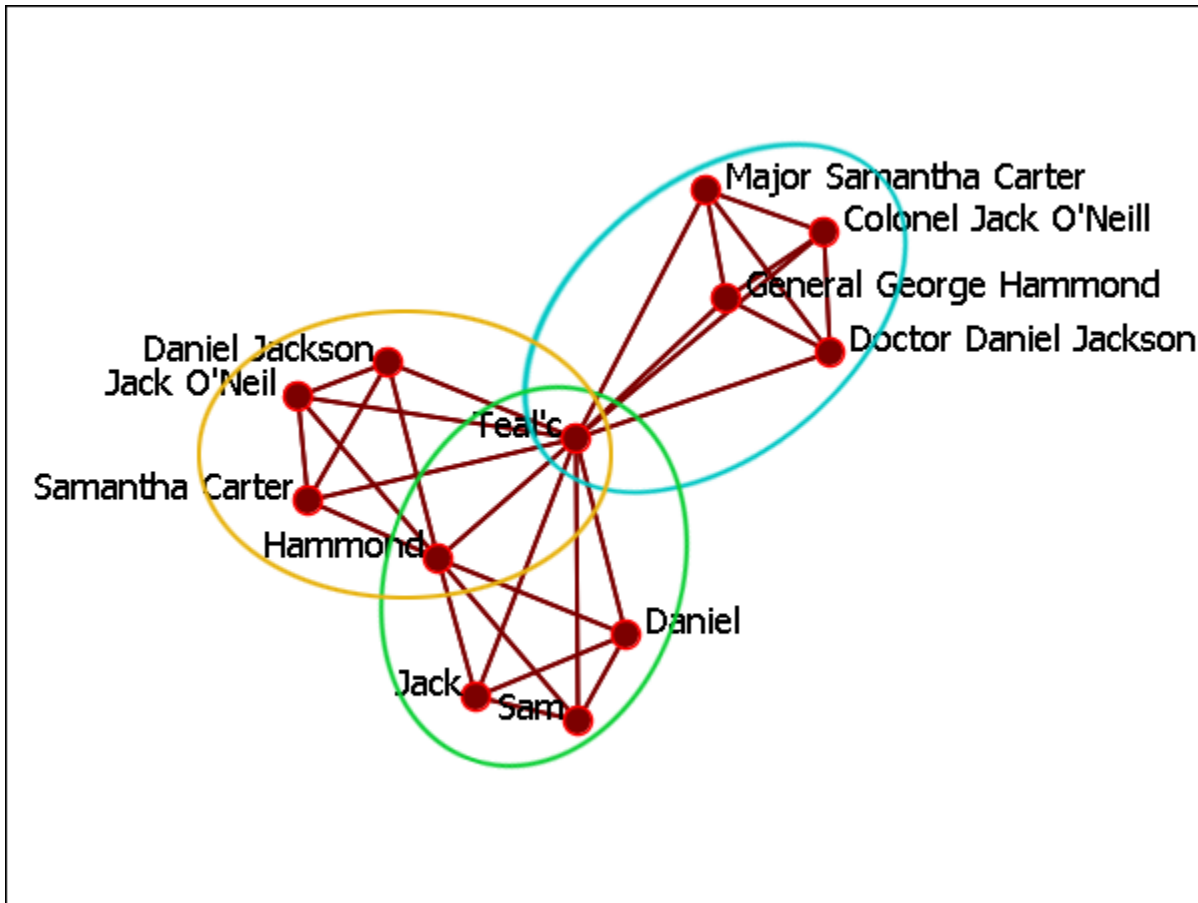 Major Samantha Carter
Colonel Jack O'Neill
General George Hammond
Doctor Daniel Jackson
Daniel Jackson
Jack O'Neil
Teal'c
Samantha Carter
Hammond
Daniel
Jack
Sam